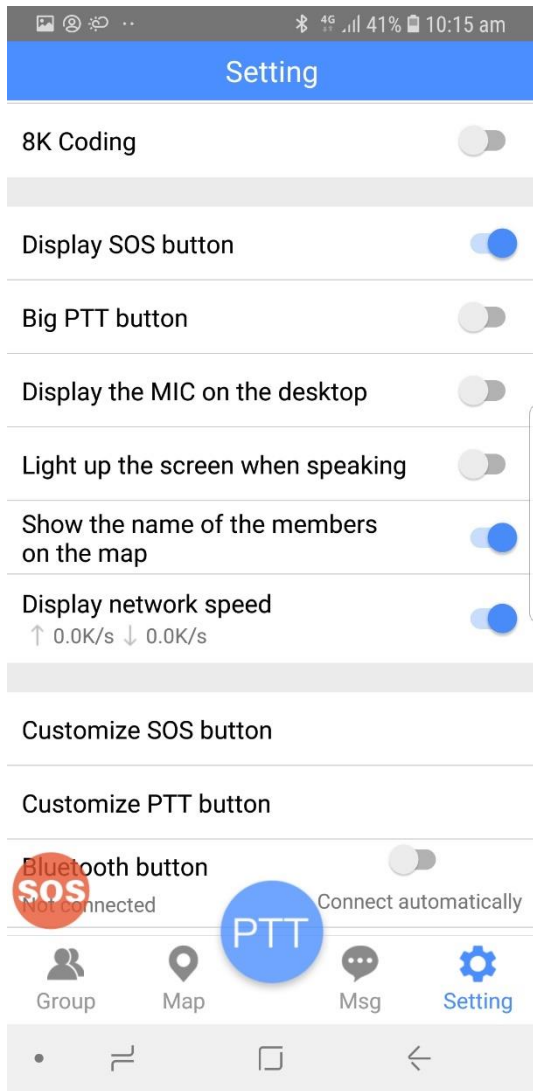 4G 41% 10:15 am
Setting
8K Coding
Display SOS button
Big PTT button
Display the MIC on the desktop
Light up the screen when speaking
Show the name of the members
on the map
Display network speed
↑ 0.0K/s ↓ 0.0K/s
Customize SOS button
Customize PTT button
Bluetooth button
SOS
Not connected
Connect automatically
PTT
Group
Map
Msg
Setting